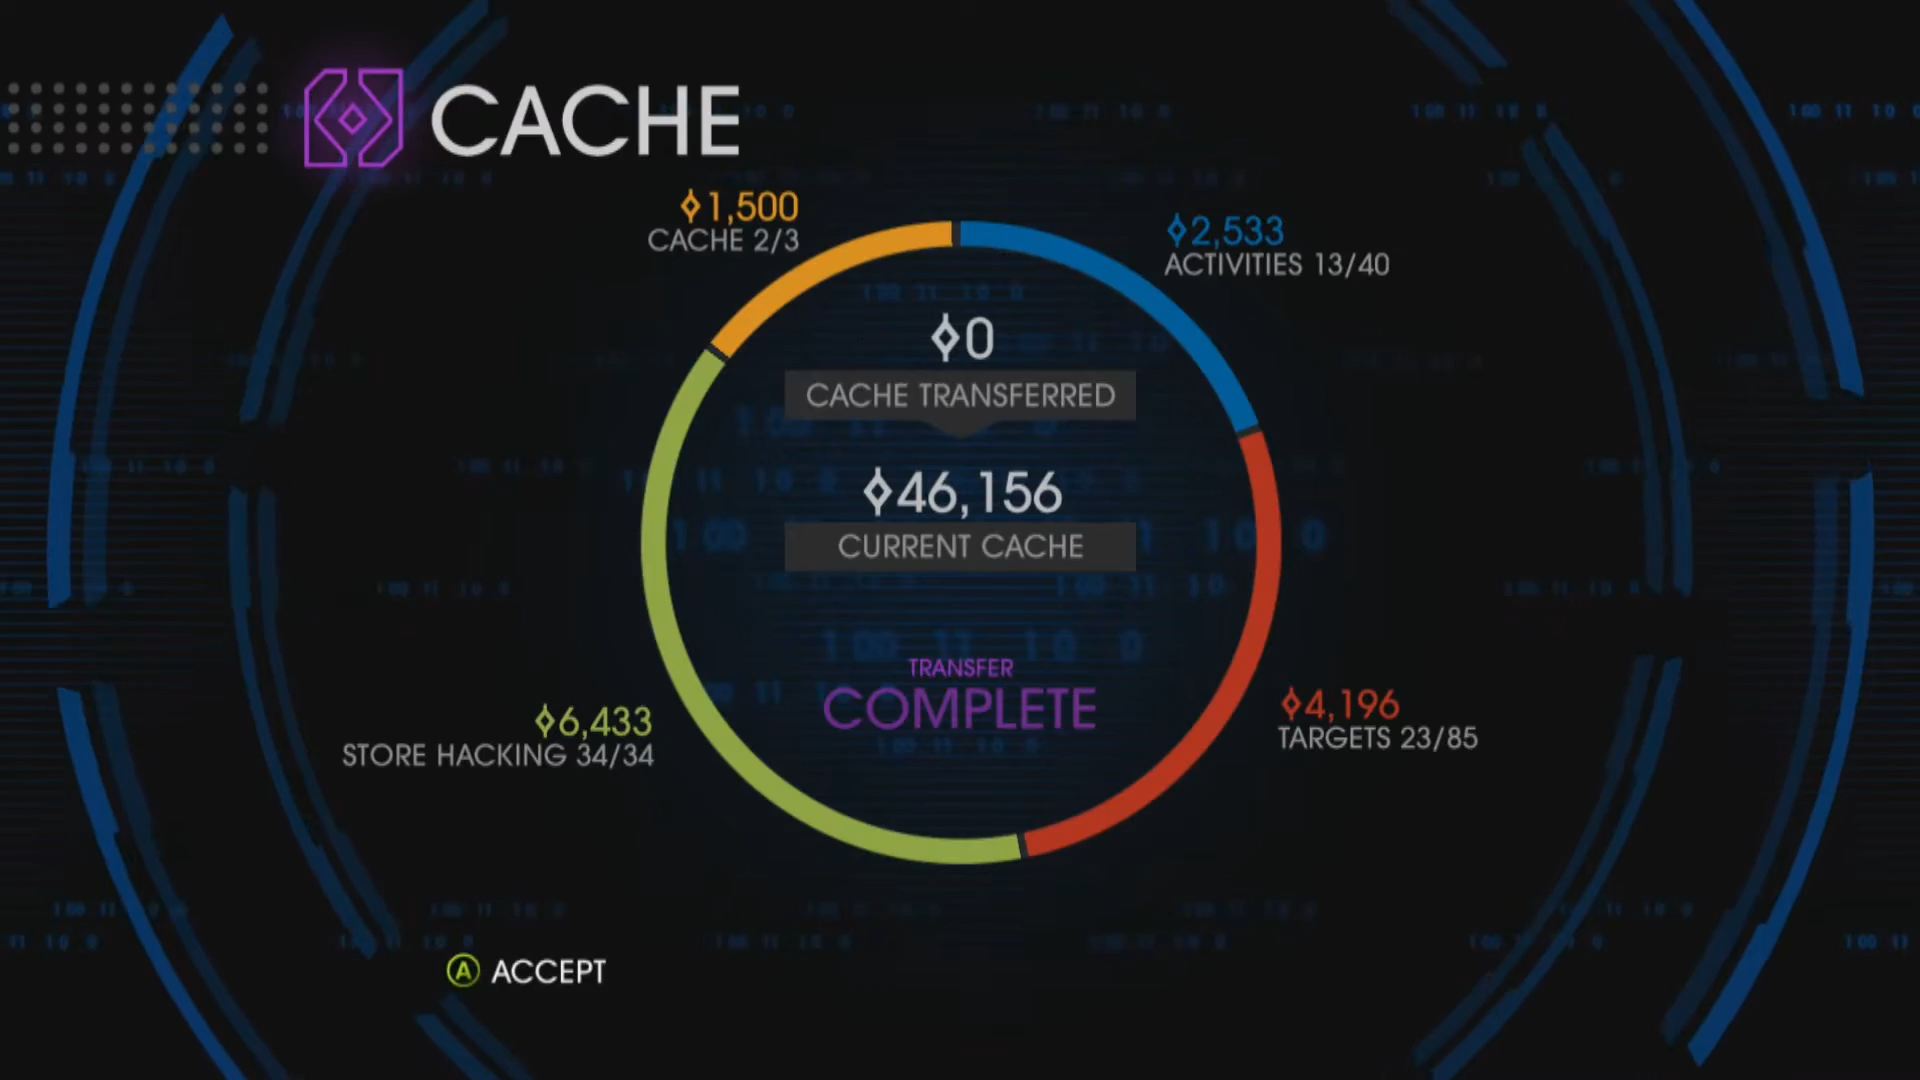 CACHE
1,500
CACHE 2/3
2,533
ACTIVITIES 13/40
0
CACHE TRANSFERRED
46,156
CURRENT CACHE
TRANSFER
COMPLETE
6,433
STORE HACKING 34/34
4,196
TARGETS 23/85
A ACCEPT